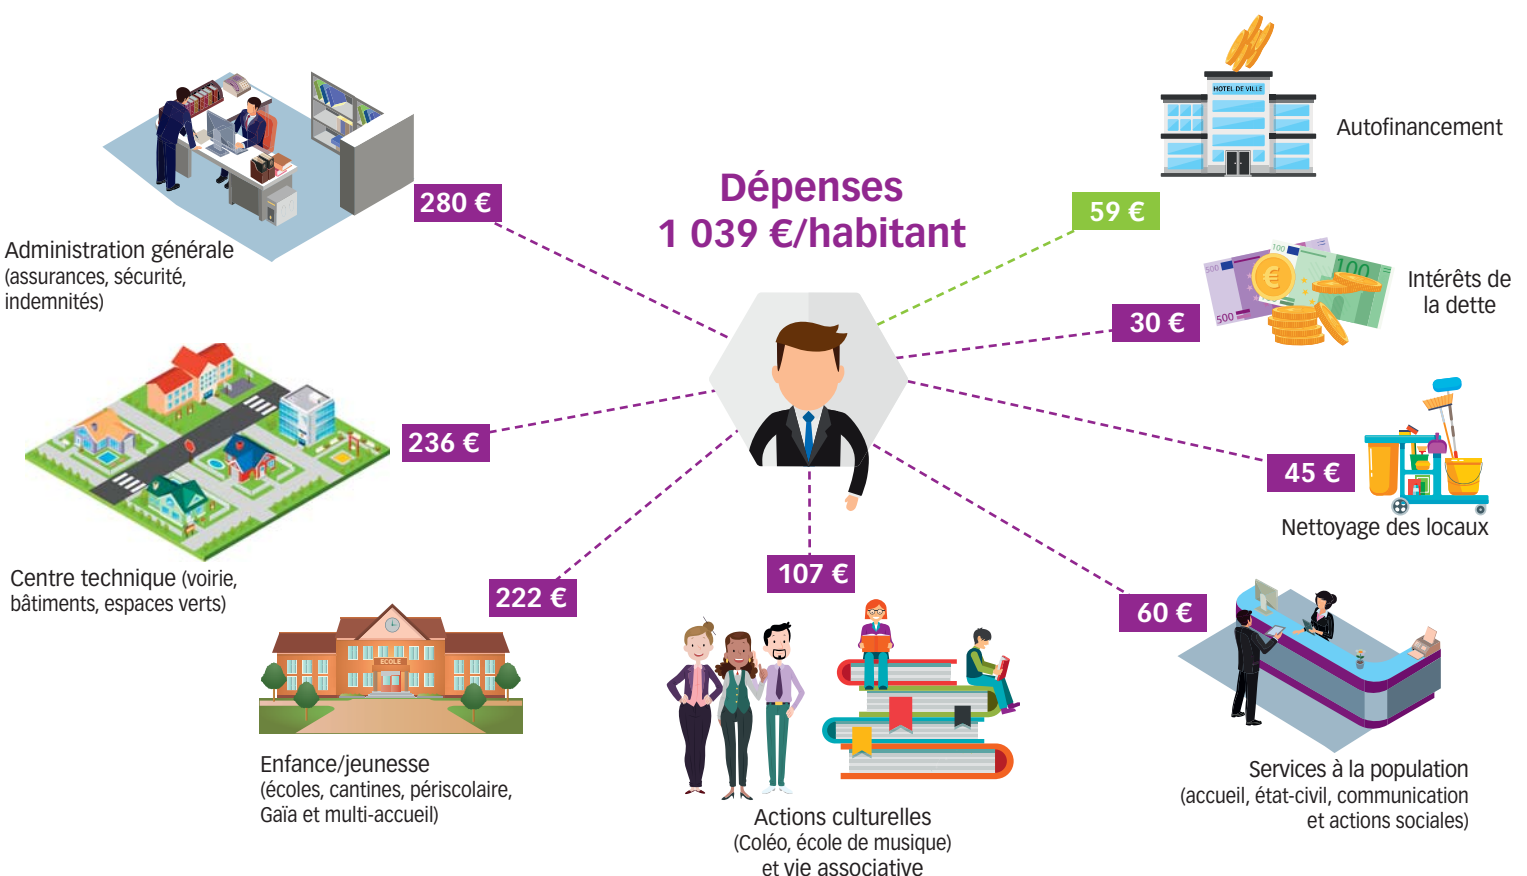 Dépenses
1 039 €/habitant
280 €
Administration générale
(assurances, sécurité,
indemnités)
236 €
Centre technique (voirie,
bâtiments, espaces verts)
222 €
ECOLE
Enfance/jeunesse
(écoles, cantines, périscolaire,
Gaïa et multi-accueil)
107 €
Actions culturelles
(Coléo, école de musique)
et vie associative
60 €
Services à la population
(accueil, état-civil, communication
et actions sociales)
45 €
Nettoyage des locaux
30 €
500
500
100
100
€
Intérêts de
la dette
59 €
HOTEL DE VILLE
Autofinancement